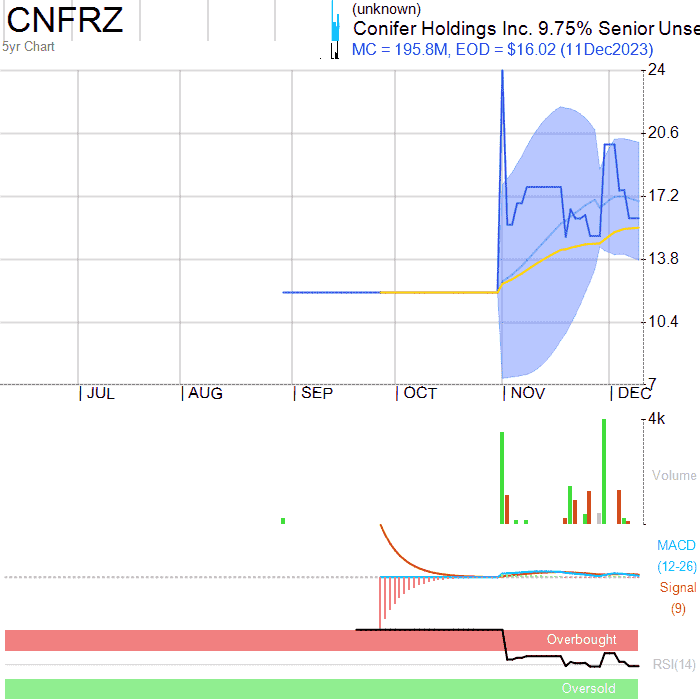 CNFRZ
(unknown)
Conifer Holdings Inc. 9.75% Senior Unse
5yr Chart
MC = 195.8M, EOD = $16.02 (11Dec2023)
24
20.6
17.2
13.8
10.4
7
JUL
AUG
SEP
OCT
NOV
DEC
4k
Volume
MACD
(12-26)
Signal
(9)
Overbought
RSI(14)
Oversold